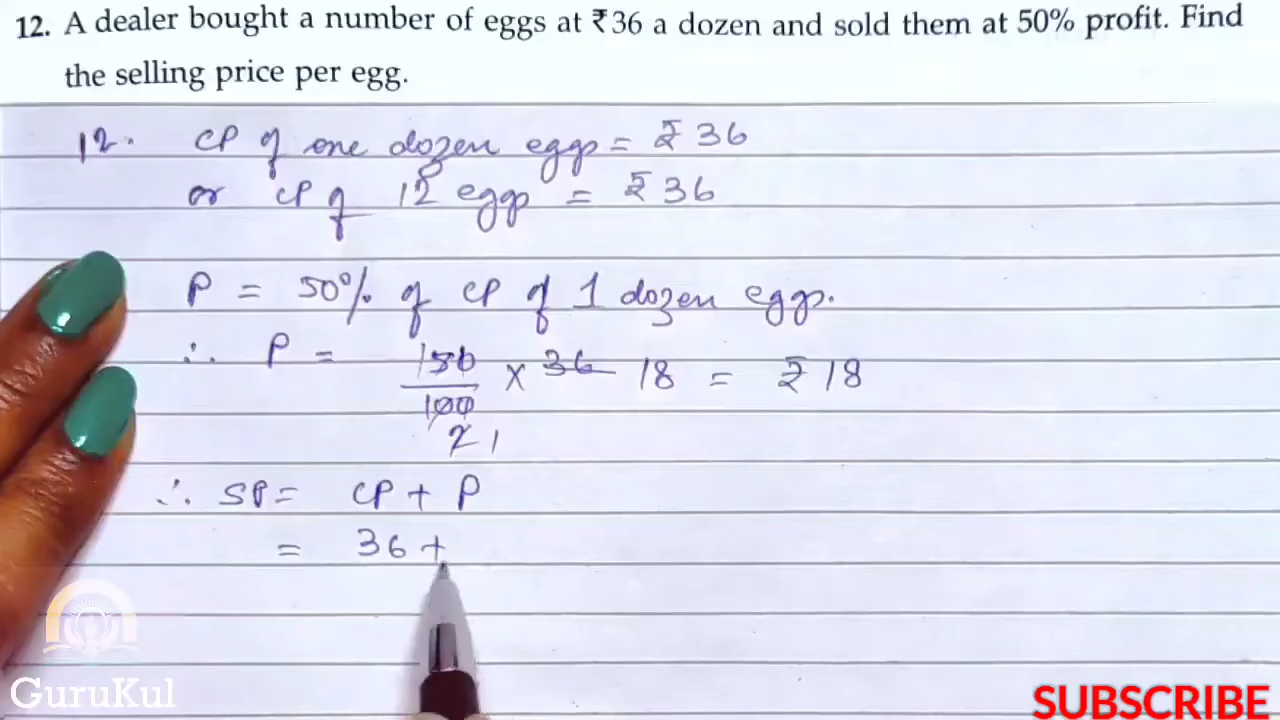 12. A dealer bought a number of eggs at ₹36 a dozen and sold them at 50% profit. Find
the selling price per egg.
12. CP of one dozen eggs = ₹ 36
or CP of 12 eggs = ₹ 36
P = 50% of CP of 1 dozen eggs.
∴ P = 150/100 × 36 18 = ₹ 18
2 1
∴ SP = CP + P
= 36 +
GuruKul
SUBSCRIBE